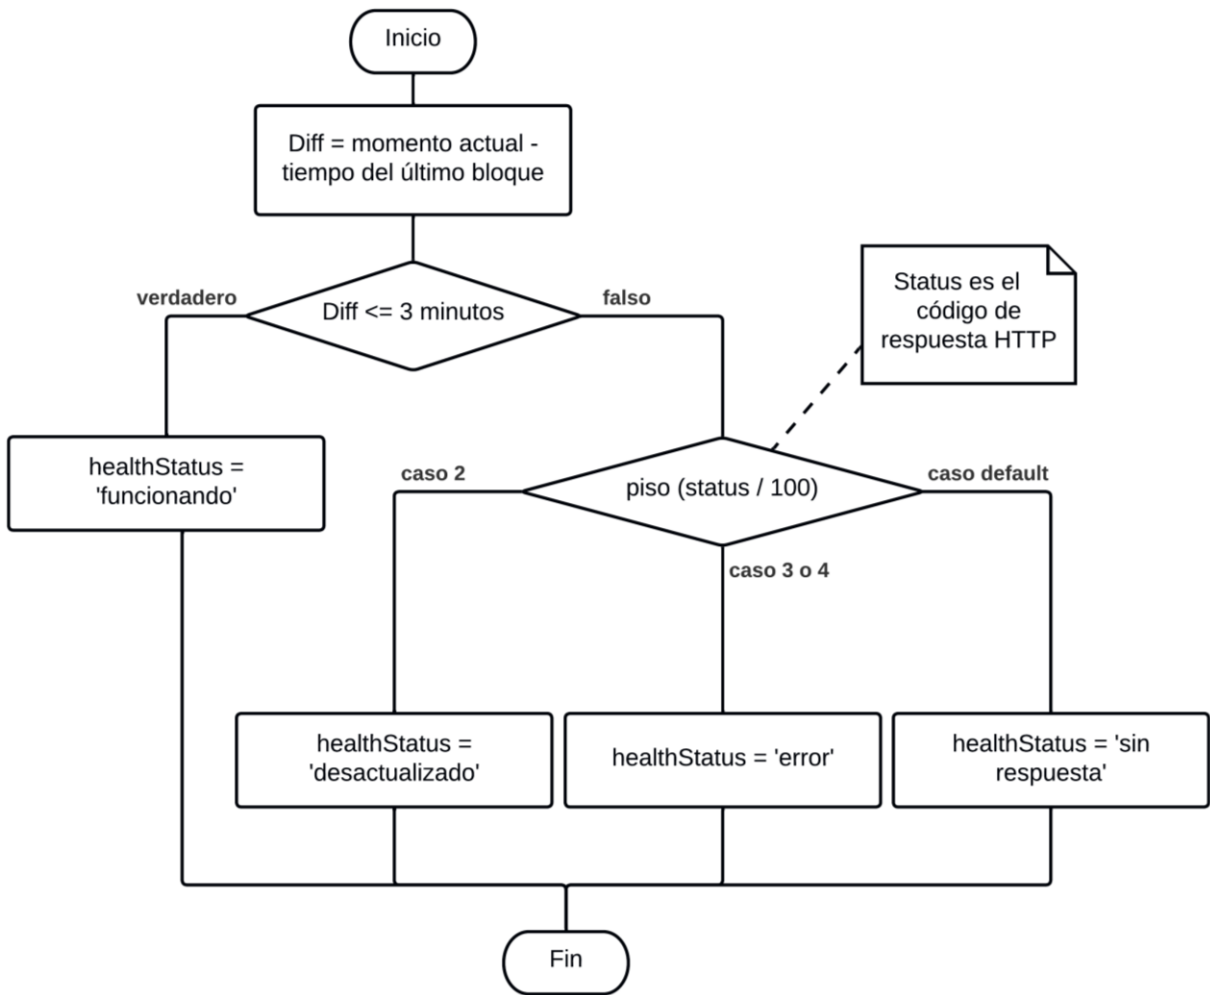 Inicio
Diff = momento actual -
tiempo del último bloque
verdadero
Diff <= 3 minutos
falso
Status es el
código de
respuesta HTTP
healthStatus =
'funcionando'
caso 2
piso (status / 100)
caso default
caso 3 o 4
healthStatus =
'desactualizado'
healthStatus = 'error'
healthStatus = 'sin
respuesta'
Fin